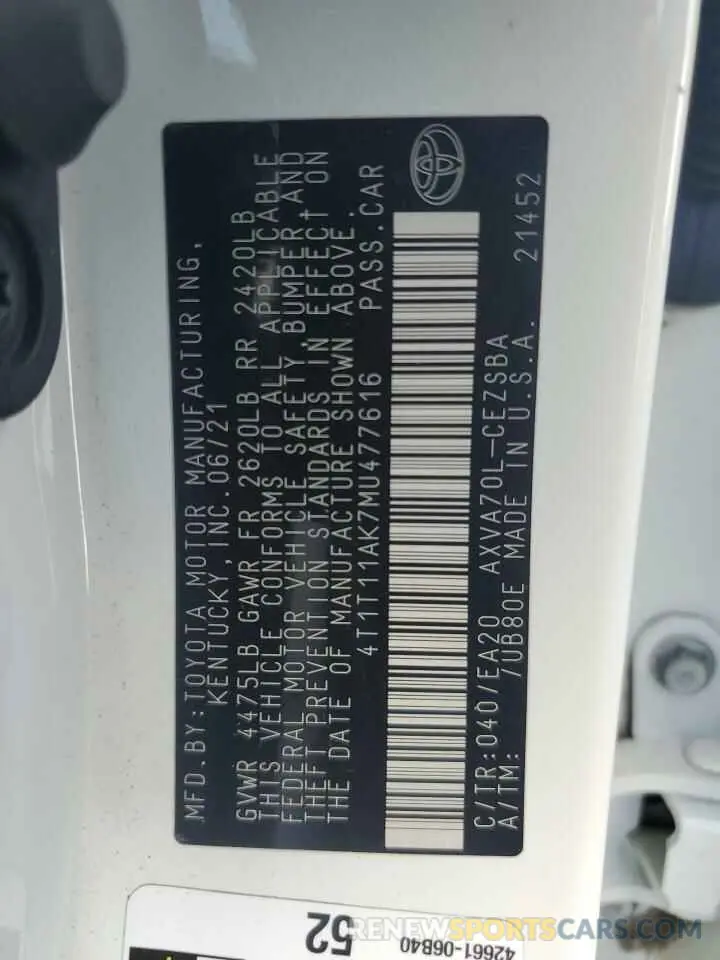 MFD.BY:TOYOTA MOTOR MANUFACTURING,
KENTUCKY,INC.06/21
GVWR 4475LB GAWR FR 2620LB RR 2420LB
THIS VEHICLE CONFORMS TO ALL APPLICABLE
FEDERAL MOTOR VEHICLE SAFETY,BUMPER,AND
THEFT PREVENTION STANDARDS IN EFFECT ON
THE DATE OF MANUFACTURE SHOWN ABOVE.
4T1T11AK7MU477616 PASS.CAR
C/TR:040/EA20 AXVA70L-CEZSBA
A/TM: /UB80E MADE IN U.S.A. 21452
52
42661-06B40
RENEWSPORTSCARS.COM